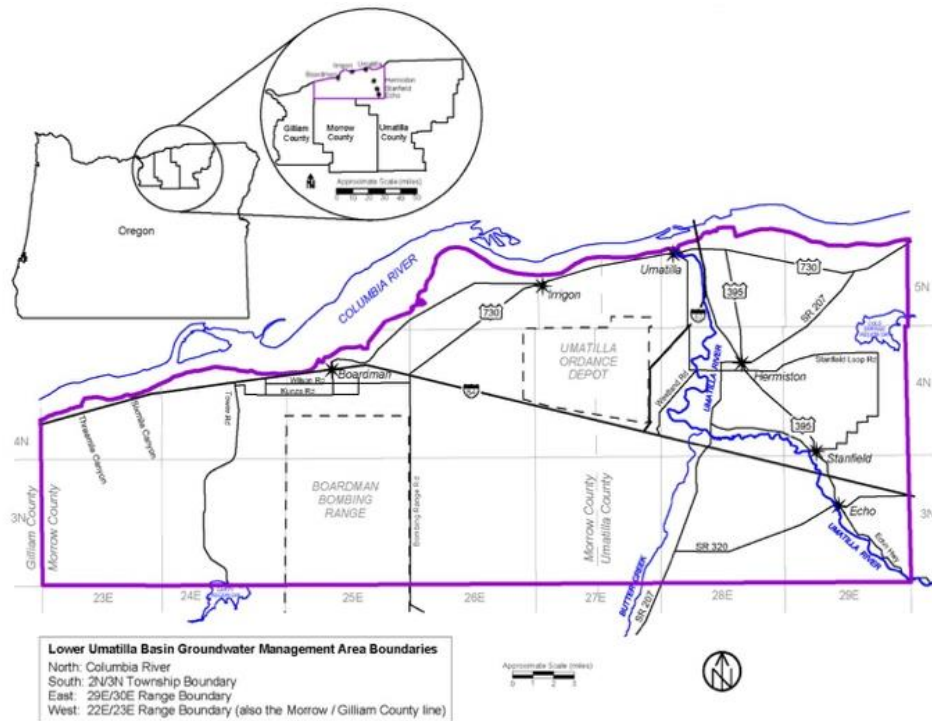 Boardman
Irrigon
Umatilla
Hermiston
Stanfield
Echo
Gilliam
County
Morrow
County
Umatilla
County
N
Approximate Scale (miles)
0 10 20 30 40 50
Oregon
COLUMBIA RIVER
Umatilla
730
395
730
SR 207
5N
Irrigon
730
UMATILLA
ORDANCE
DEPOT
Westland Rd
UMATILLA RIVER
Hermiston
Stanfield Loop Rd
4N
Boardman
Wilson Rd
Kunze Rd
84
395
Stanfield
Threemile Canyon
Sixmile Canyon
Tower Rd
4N
3N
BOARDMAN
BOMBING
RANGE
Bombing Range Rd
Gilliam County
Morrow County
Morrow County
Umatilla County
Echo
3N
SR 320
Echo Hwy
UMATILLA RIVER
BUTTER CREEK
SR 207
23E
24E
25E
26E
27E
28E
29E
Lower Umatilla Basin Groundwater Management Area Boundaries
North: Columbia River
South: 2N/3N Township Boundary
East: 29E/30E Range Boundary
West: 22E/23E Range Boundary (also the Morrow / Gilliam County line)
Approximate Scale (miles)
0 1 2 3
N